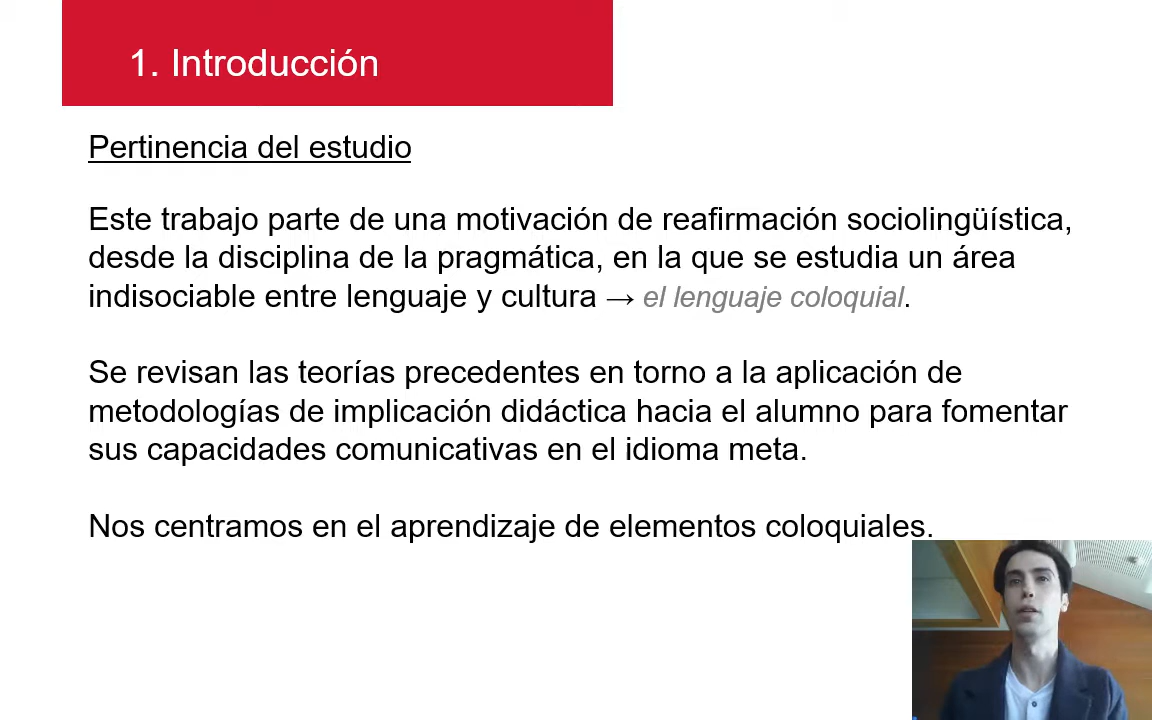 1. Introducción
Pertinencia del estudio
Este trabajo parte de una motivación de reafirmación sociolingüística,
desde la disciplina de la pragmática, en la que se estudia un área
indisociable entre lenguaje y cultura → el lenguaje coloquial.
Se revisan las teorías precedentes en torno a la aplicación de
metodologías de implicación didáctica hacia el alumno para fomentar
sus capacidades comunicativas en el idioma meta.
Nos centramos en el aprendizaje de elementos coloquiales.